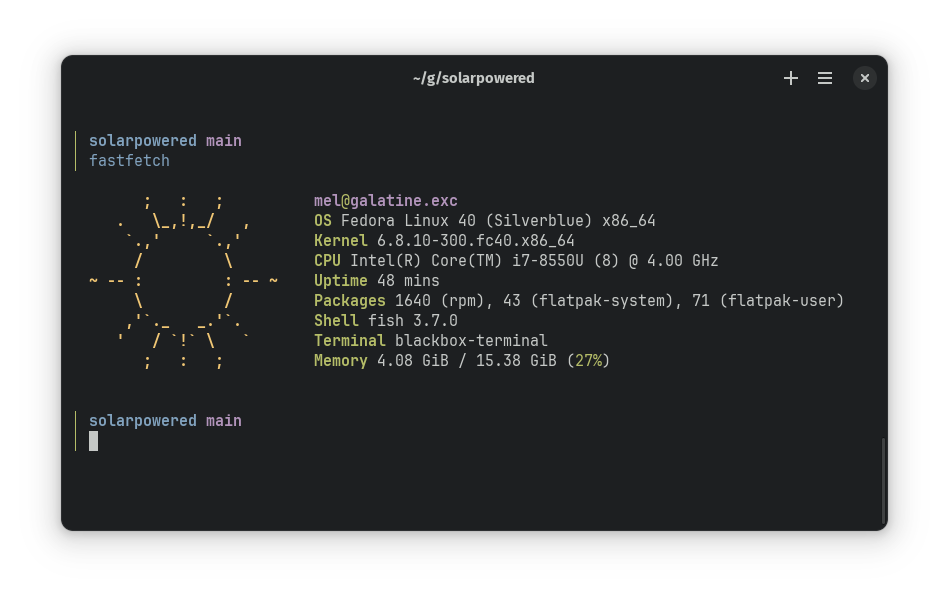 ~/g/solarpowered
solarpowered main
fastfetch
mel@galatine.exc
OS Fedora Linux 40 (Silverblue) x86_64
Kernel 6.8.10-300.fc40.x86_64
CPU Intel(R) Core(TM) i7-8550U (8) @ 4.00 GHz
Uptime 48 mins
Packages 1640 (rpm), 43 (flatpak-system), 71 (flatpak-user)
Shell fish 3.7.0
Terminal blackbox-terminal
Memory 4.08 GiB / 15.38 GiB (27%)
solarpowered main